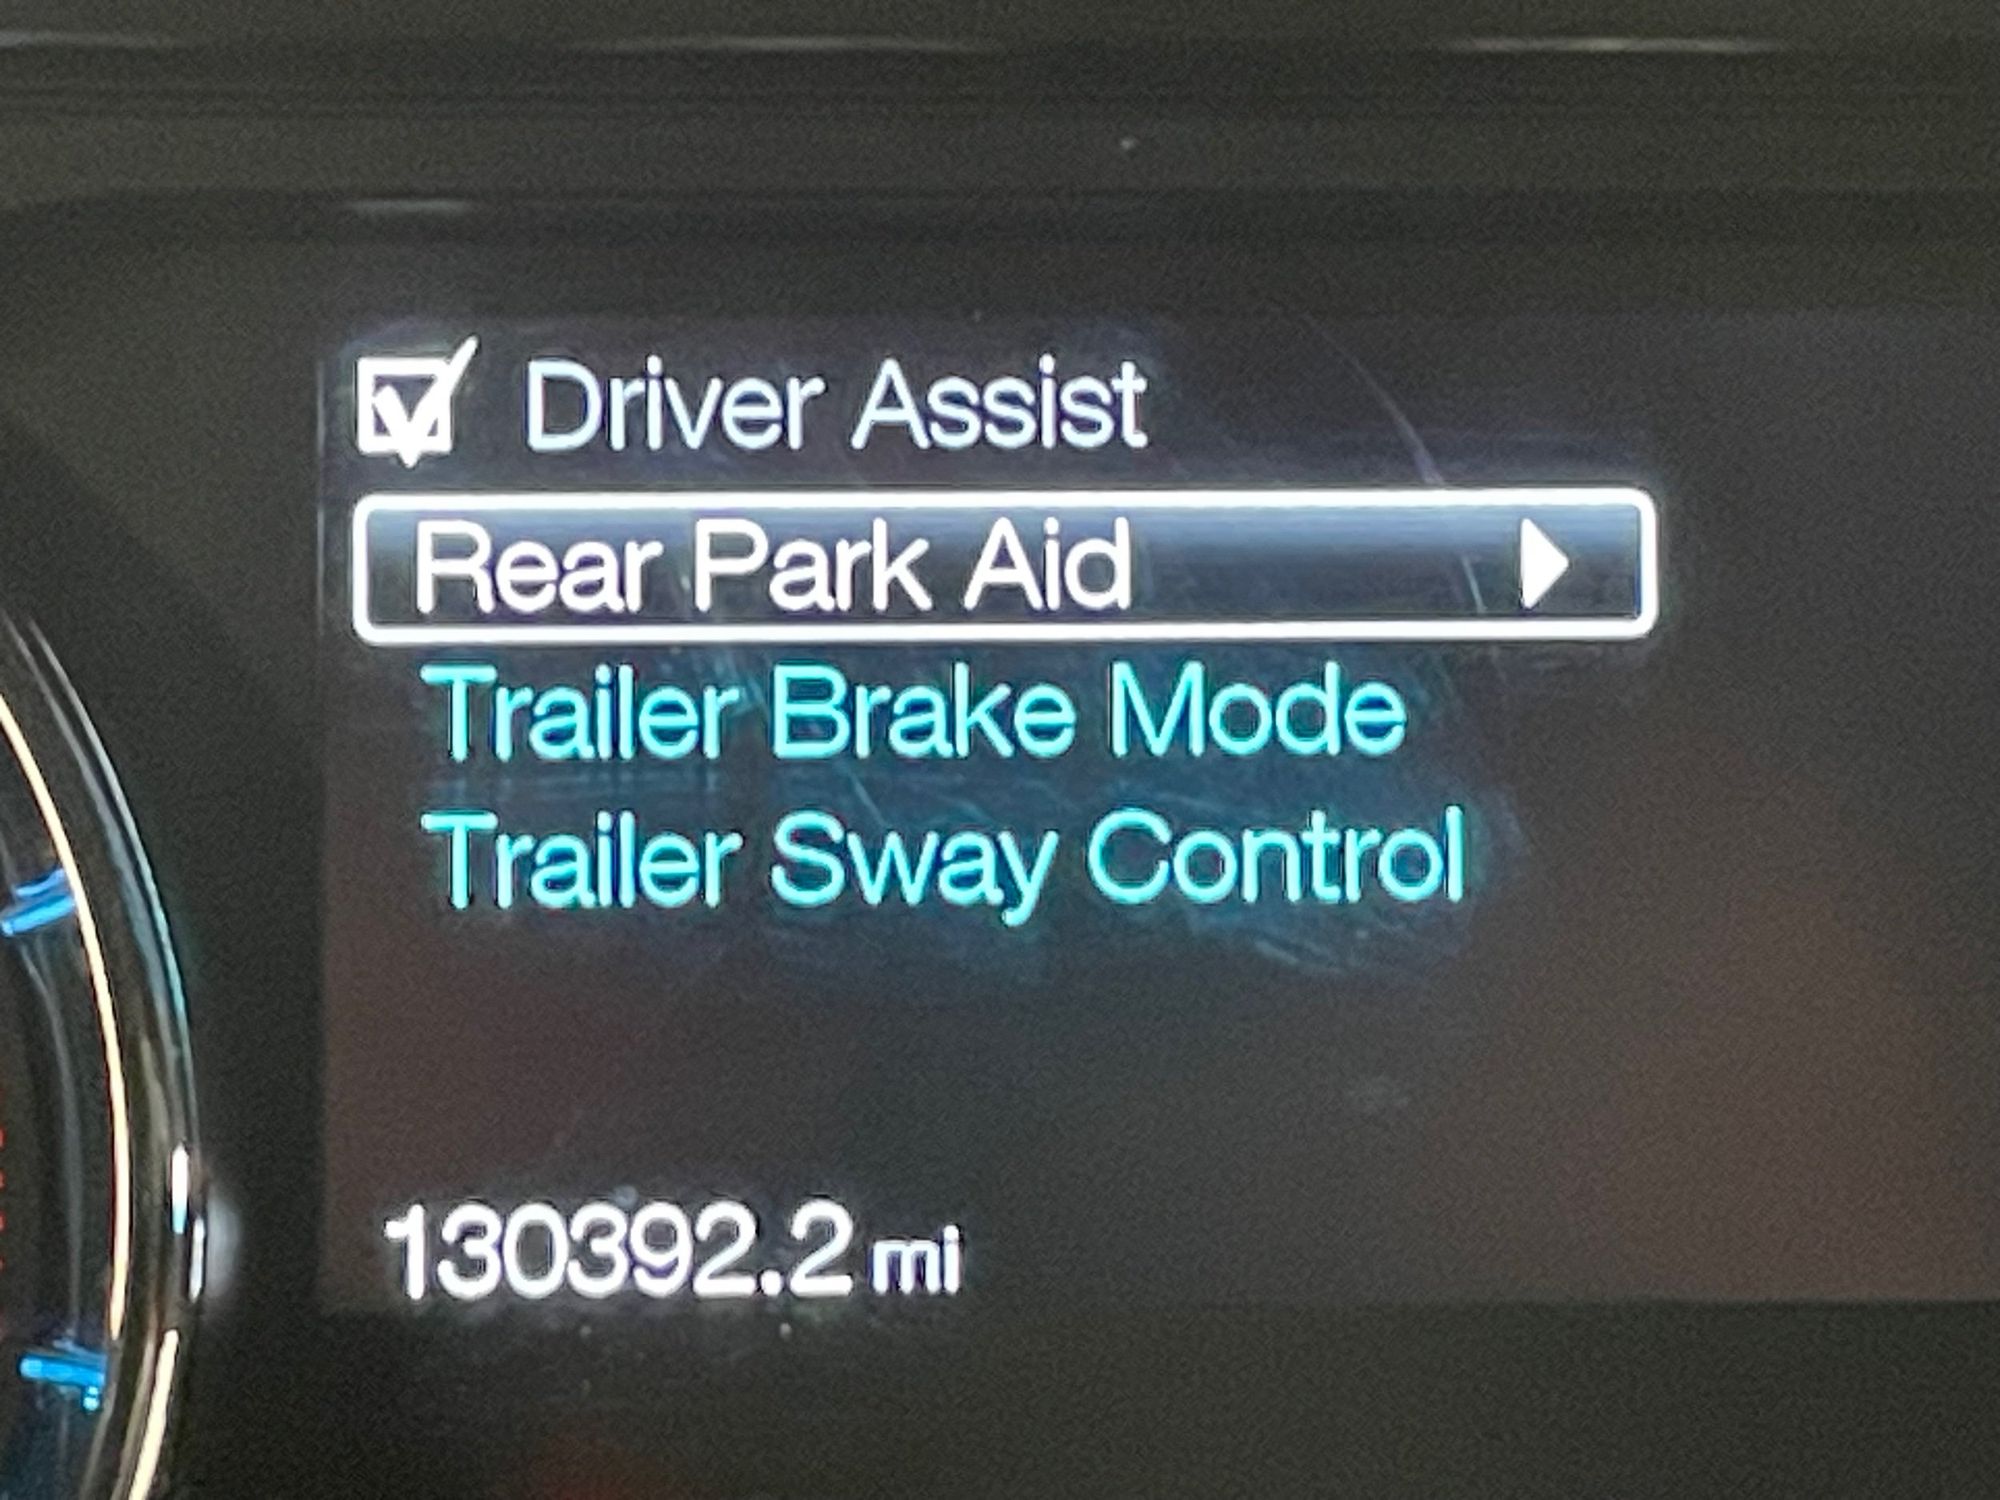 Driver Assist
Rear Park Aid
Trailer Brake Mode
Trailer Sway Control
130392.2 mi